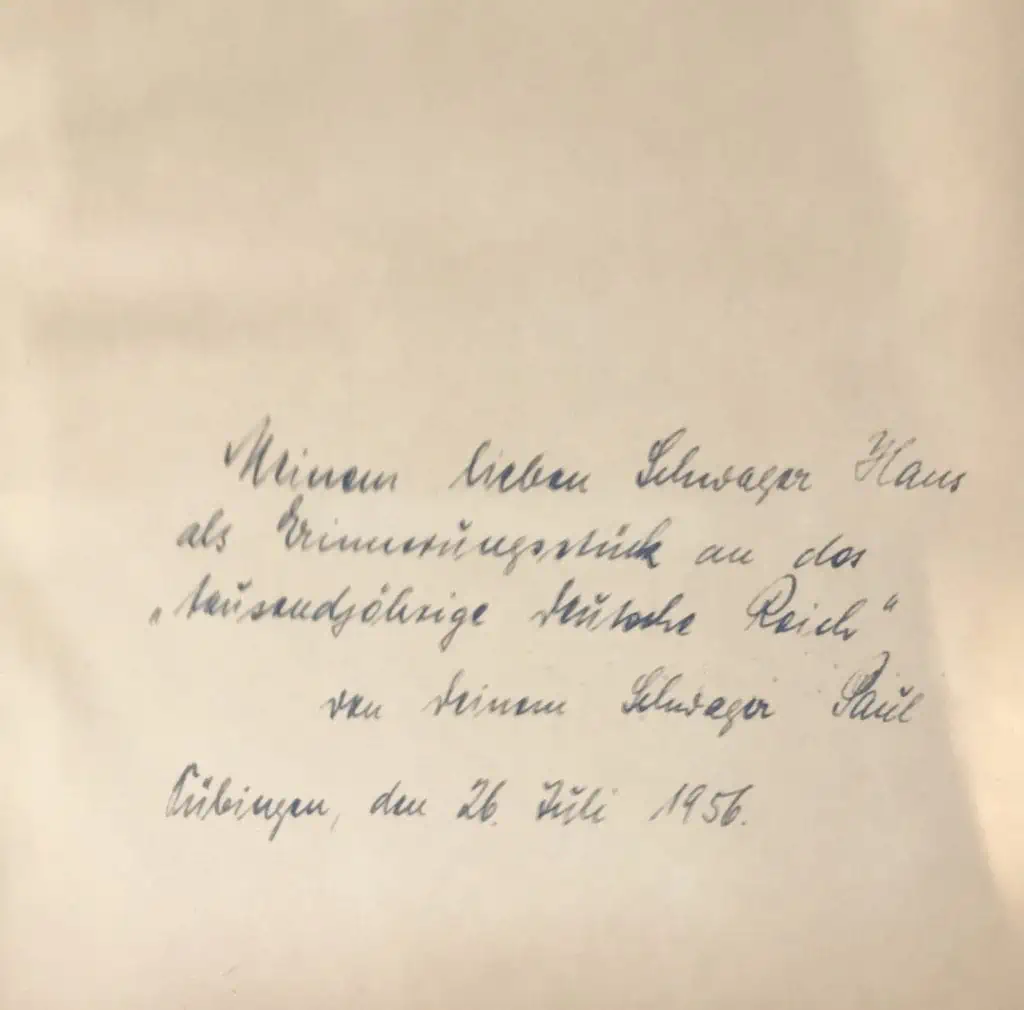 Meinem lieben Schwager Hans
als Erinnerungsstück an das
„tausendjährige deutsche Reich"
von deinem Schwager Paul
Tübingen, den 26. Juli 1956.